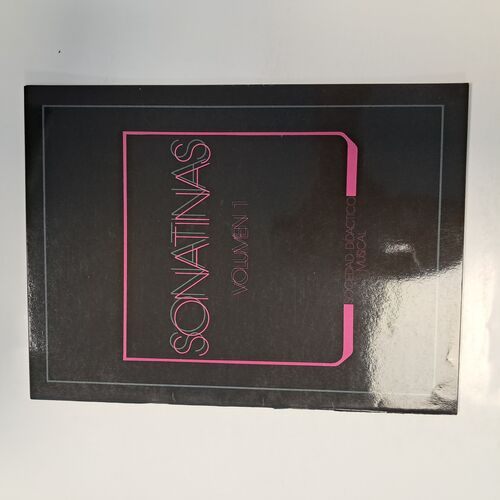 SONATINAS
VOLUMEN 1
SOCIEDAD DIDACTICO
MUSICAL